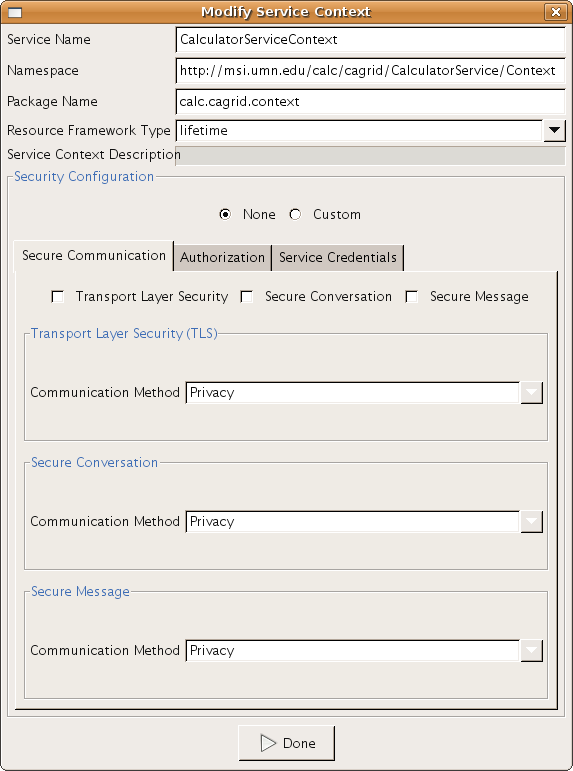 Modify Service Context
Service Name CalculatorServiceContext
Namespace http://msi.umn.edu/calc/cagrid/CalculatorService/Context
Package Name calc.cagrid.context
Resource Framework Type lifetime
Service Context Description
Security Configuration
None Custom
Secure Communication Authorization Service Credentials
Transport Layer Security Secure Conversation Secure Message
Transport Layer Security (TLS)
Communication Method Privacy
Secure Conversation
Communication Method Privacy
Secure Message
Communication Method Privacy
Done